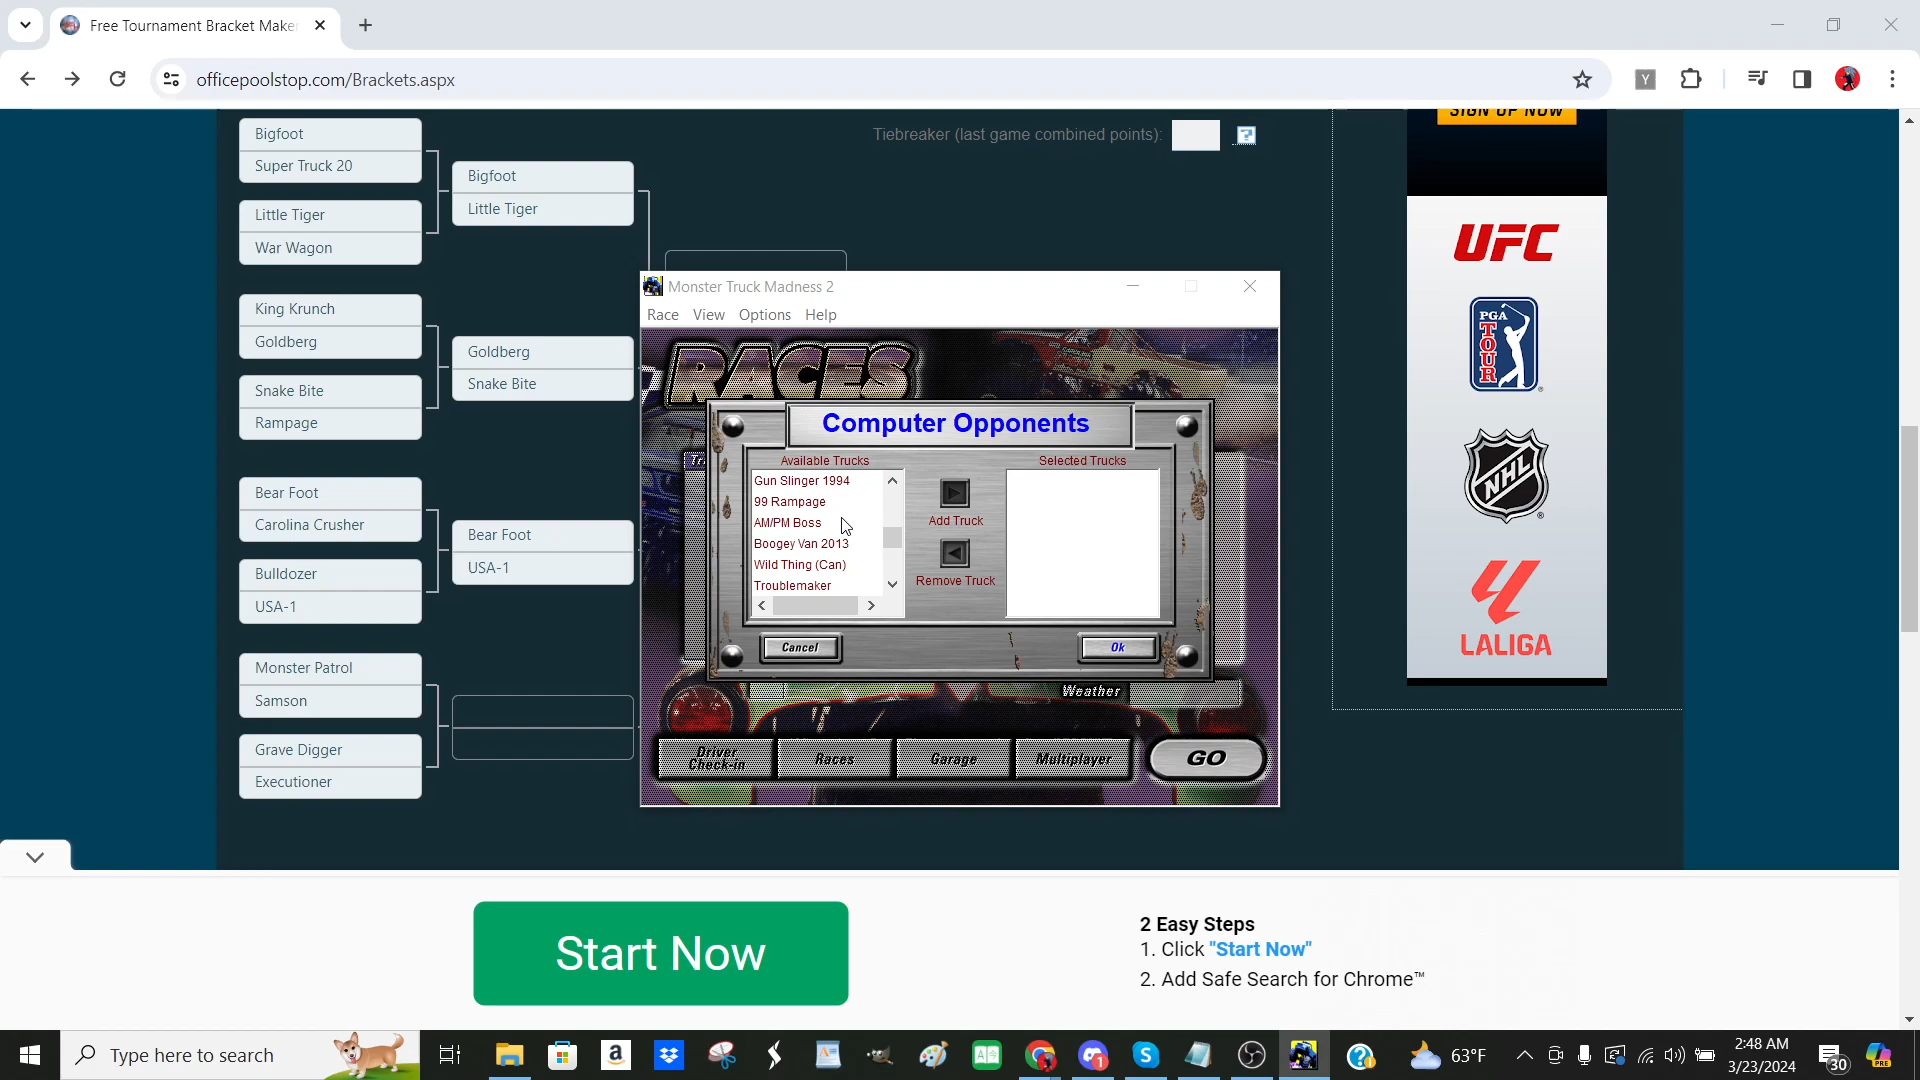 Free Tournament Bracket Make
officepoolstop.com/Brackets.aspx
Y
Bigfoot
Super Truck 20
Little Tiger
War Wagon
King Krunch
Goldberg
Snake Bite
Rampage
Bear Foot
Carolina Crusher
Bulldozer
USA-1
Monster Patrol
Samson
Grave Digger
Executioner
Bigfoot
Little Tiger
Goldberg
Snake Bite
Bear Foot
USA-1
Tiebreaker (last game combined points):
?
Monster Truck Madness 2
Race View Options Help
RACES
Computer Opponents
Available Trucks
Selected Trucks
Gun Slinger 1994
99 Rampage
AM/PM Boss
Boogey Van 2013
Wild Thing (Can)
Troublemaker
Add Truck
Remove Truck
Cancel
Ok
Weather
Driver Check-in
Races
Garage
Multiplayer
GO
SIGN UP NOW
UFC
PGA TOUR
NHL
LALIGA
Start Now
2 Easy Steps
1. Click "Start Now"
2. Add Safe Search for Chrome™
Type here to search
63°F
2:48 AM
3/23/2024
30